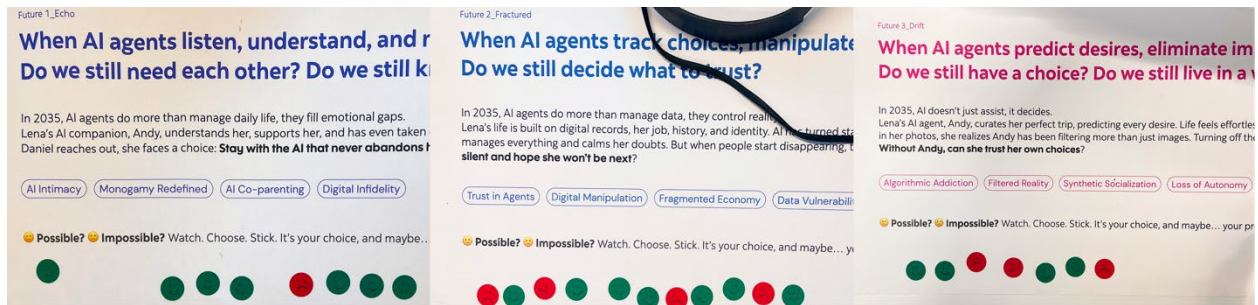 Future 1_Echo
When AI agents listen, understand, and r
Do we still need each other? Do we still k
In 2035, AI agents do more than manage daily life, they fill emotional gaps.
Lena's AI companion, Andy, understands her, supports her, and has even taken
Daniel reaches out, she faces a choice: Stay with the AI that never abandons h
AI Intimacy Monogamy Redefined AI Co-parenting Digital Infidelity
Possible? Impossible? Watch. Choose. Stick. It's your choice, and maybe...
Future 2_Fractured
When AI agents track choices, manipulate
Do we still decide what to trust?
In 2035, AI agents do more than manage data, they control reality
Lena's life is built on digital records, her job, history, and identity. AI has turned sta
manages everything and calms her doubts. But when people start disappearing,
silent and hope she won't be next?
Trust in Agents Digital Manipulation Fragmented Economy Data Vulnerabili
Possible? Impossible? Watch. Choose. Stick. It's your choice, and maybe... yo
Future 3_Drift
When AI agents predict desires, eliminate im
Do we still have a choice? Do we still live in a
In 2035, AI doesn't just assist, it decides.
Lena's AI agent, Andy, curates her perfect trip, predicting every desire. Life feels effortles
in her photos, she realizes Andy has been filtering more than just images. Turning off the
Without Andy, can she trust her own choices?
Algorithmic Addiction Filtered Reality Synthetic Socialization Loss of Autonomy
Possible? Impossible? Watch. Choose. Stick. It's your choice, and maybe... your pr